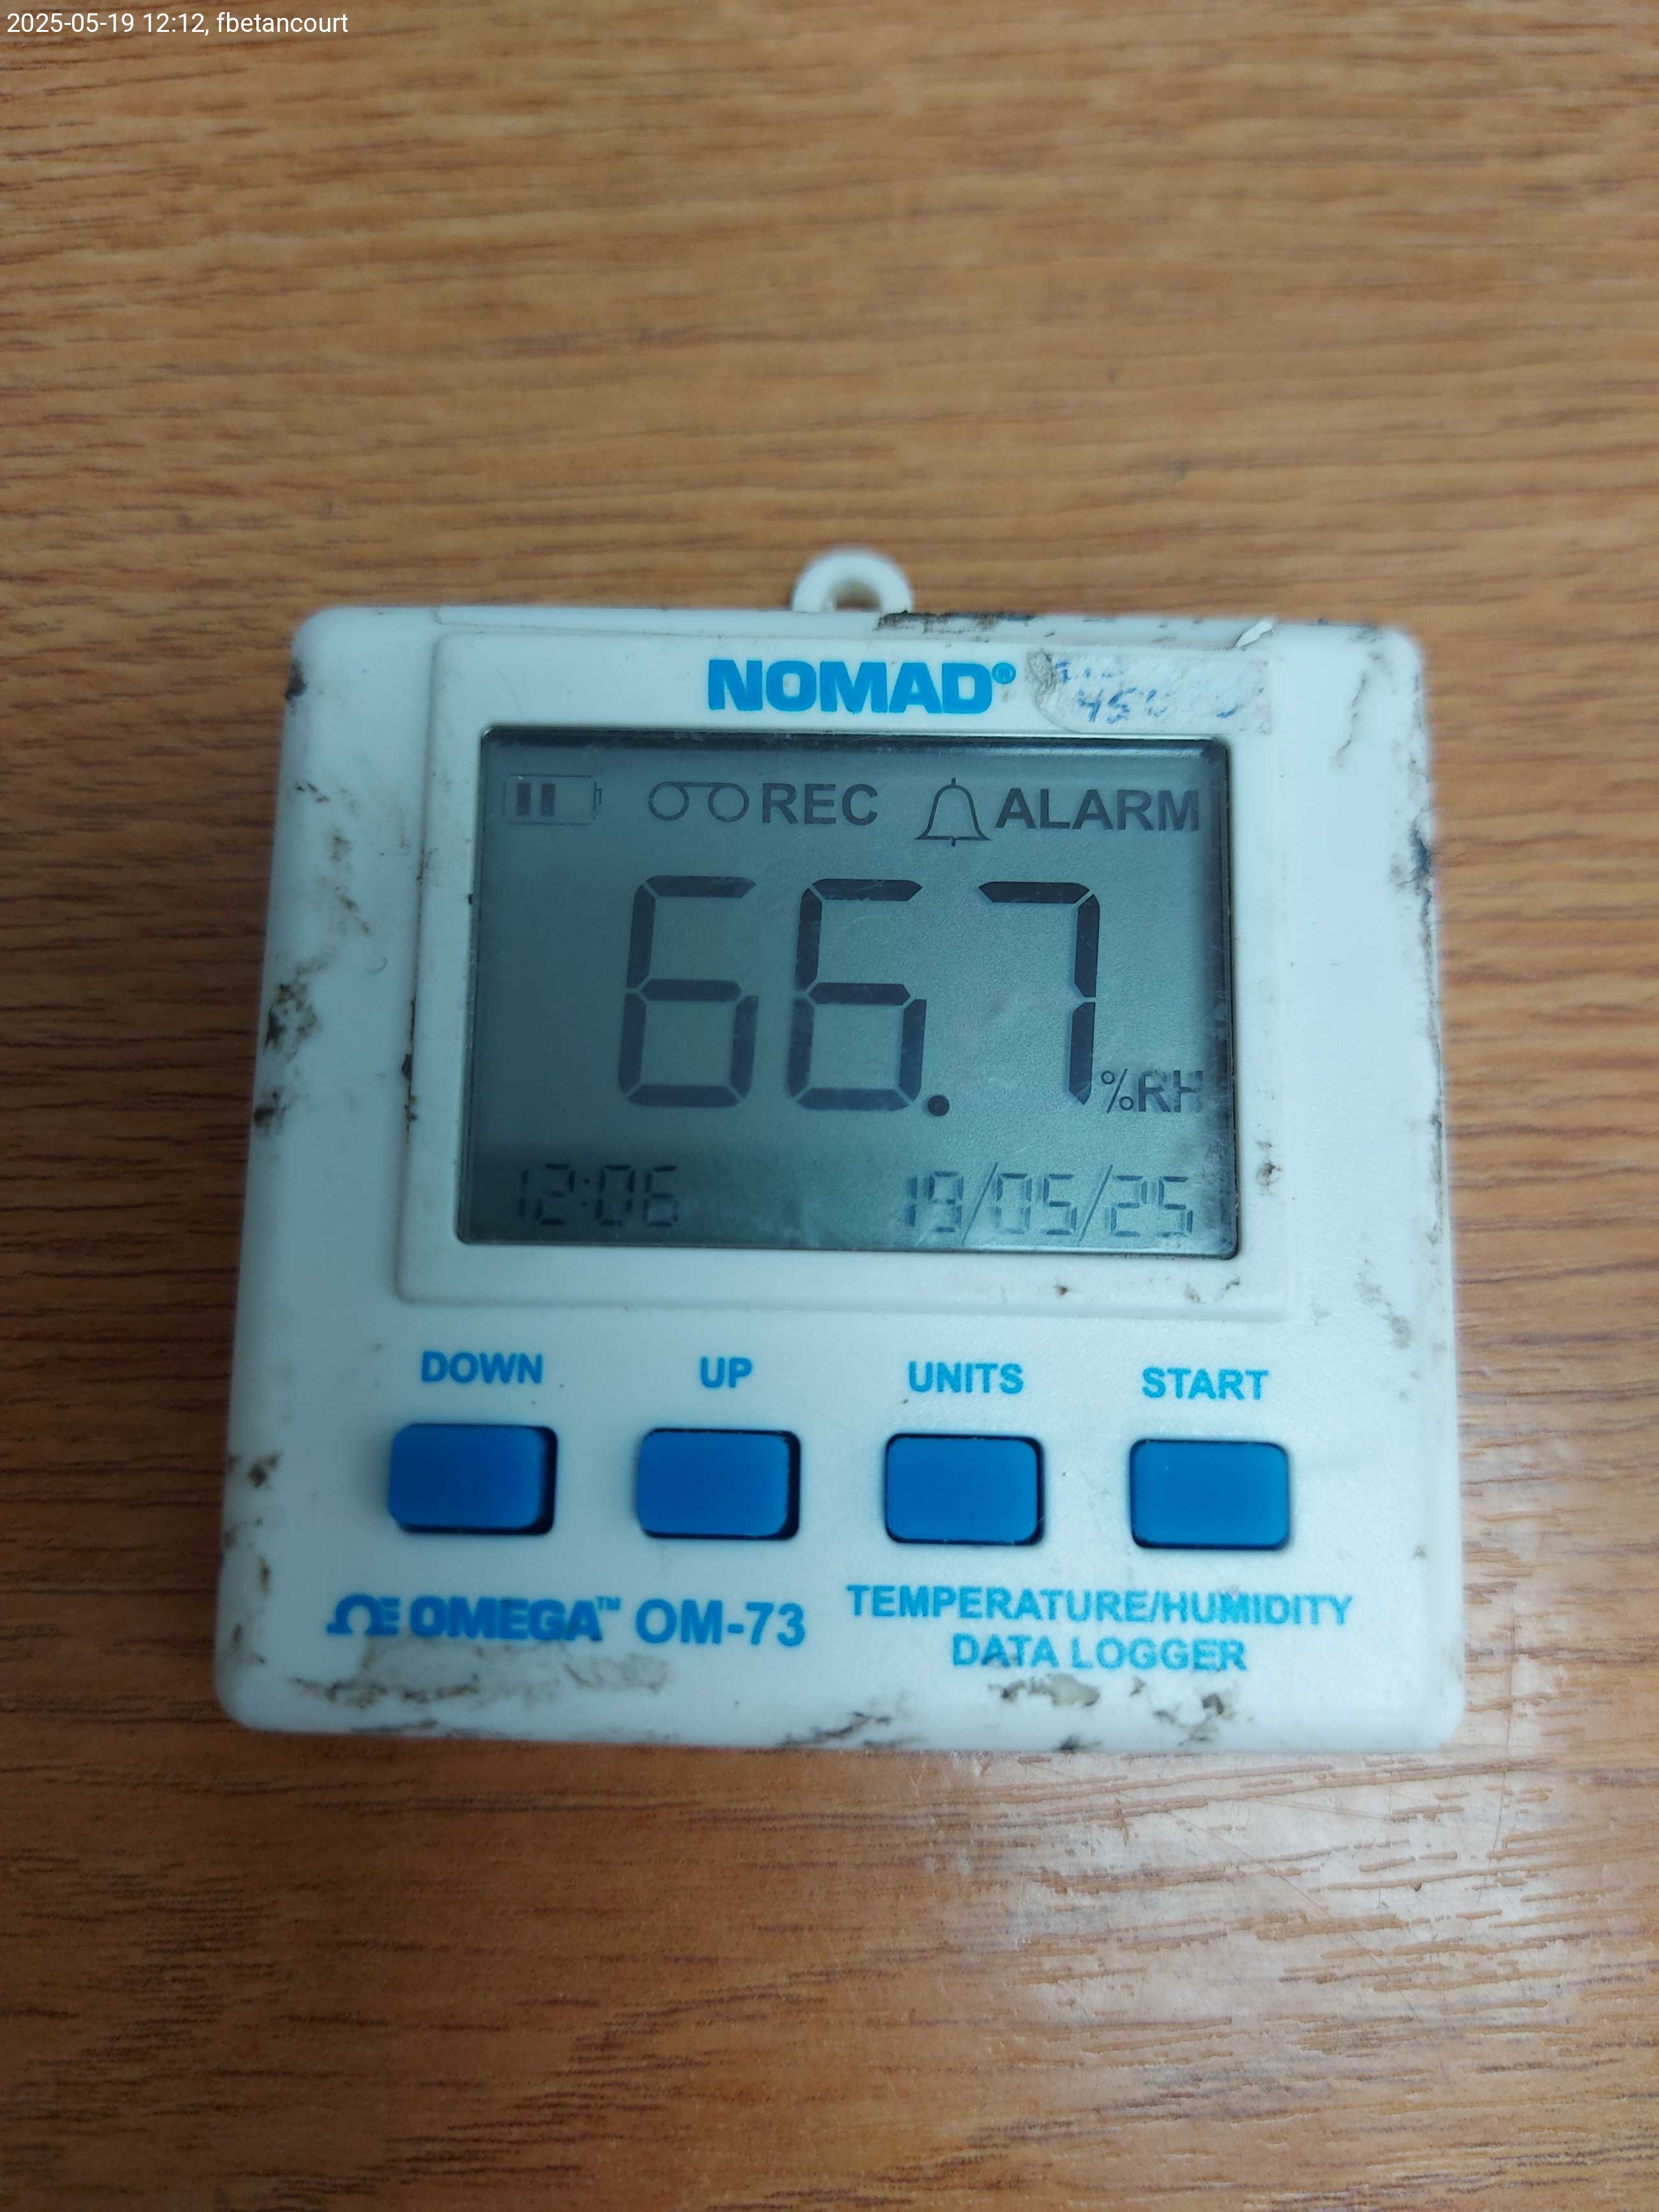 2025-05-19 12:12, fbetancourt
NOMAD®
REC ALARM
66.7 %RH
12:06 19/05/25
DOWN UP UNITS START
OMEGA™ OM-73
TEMPERATURE/HUMIDITY
DATA LOGGER